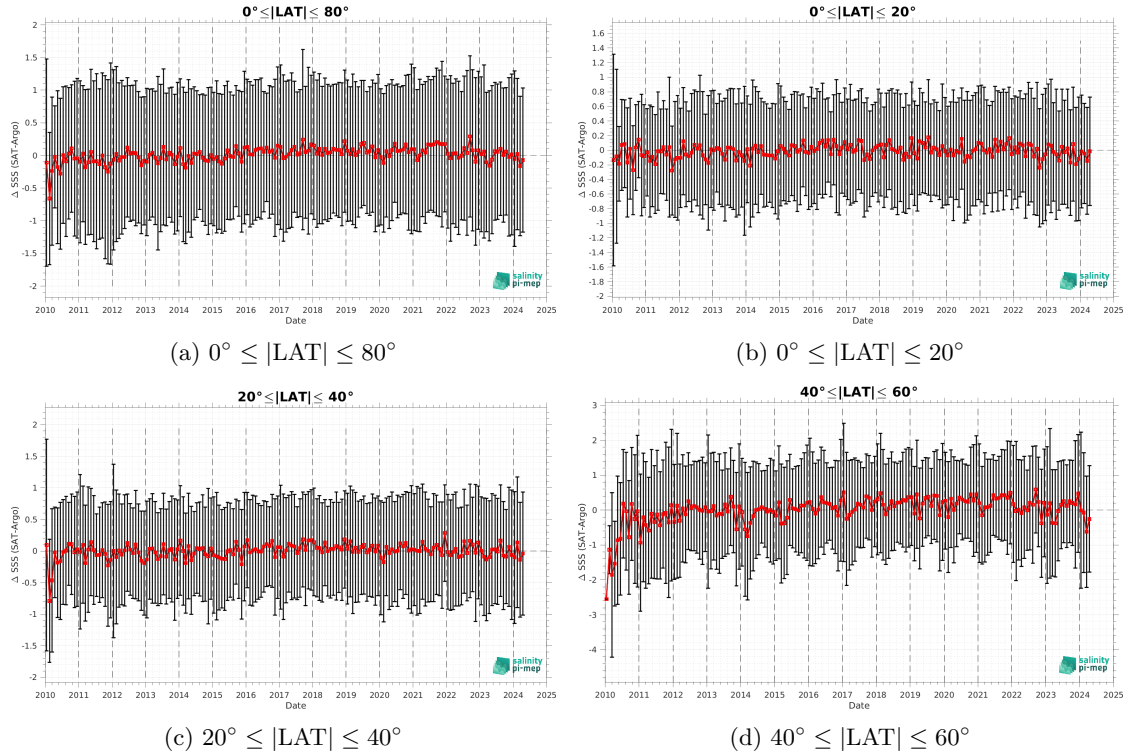 0°≤|LAT|≤ 80°
2
1.5
1
0.5
0
-0.5
-1
-1.5
-2
Δ SSS (SAT-Argo)
2010 2011 2012 2013 2014 2015 2016 2017 2018 2019 2020 2021 2022 2023 2024 2025
Date
salinity
pi-mep
(a) 0° ≤ |LAT| ≤ 80°
0°≤|LAT|≤ 20°
1.6
1.4
1.2
1
0.8
0.6
0.4
0.2
0
-0.2
-0.4
-0.6
-0.8
-1
-1.2
-1.4
-1.6
-1.8
-2
Δ SSS (SAT-Argo)
2010 2011 2012 2013 2014 2015 2016 2017 2018 2019 2020 2021 2022 2023 2024 2025
Date
salinity
pi-mep
(b) 0° ≤ |LAT| ≤ 20°
20°≤|LAT|≤ 40°
2
1.5
1
0.5
0
-0.5
-1
-1.5
-2
Δ SSS (SAT-Argo)
2010 2011 2012 2013 2014 2015 2016 2017 2018 2019 2020 2021 2022 2023 2024 2025
Date
salinity
pi-mep
(c) 20° ≤ |LAT| ≤ 40°
40°≤|LAT|≤ 60°
3
2
1
0
-1
-2
-3
-4
Δ SSS (SAT-Argo)
2010 2011 2012 2013 2014 2015 2016 2017 2018 2019 2020 2021 2022 2023 2024 2025
Date
salinity
pi-mep
(d) 40° ≤ |LAT| ≤ 60°